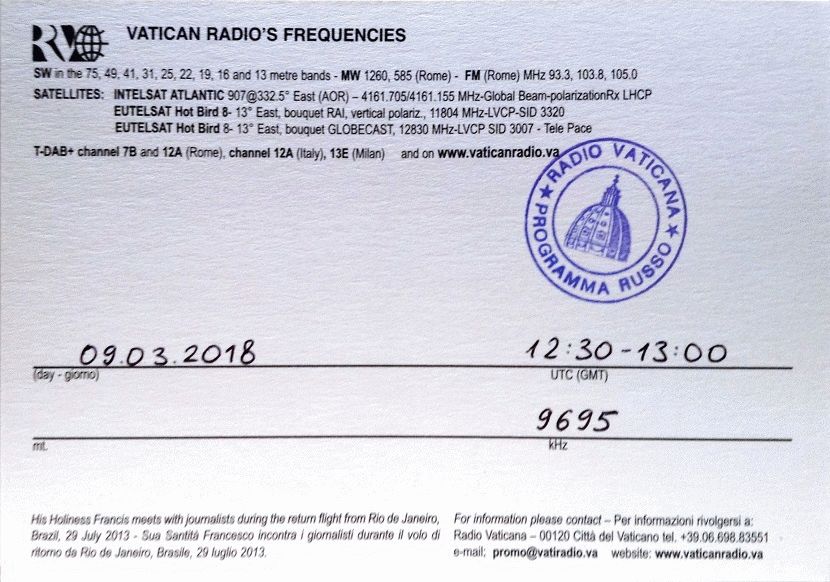 RV VATICAN RADIO'S FREQUENCIES
SW in the 75, 49, 41, 31, 25, 22, 19, 16 and 13 metre bands - MW 1260, 585 (Rome) - FM (Rome) MHz 93.3, 103.8, 105.0
SATELLITES: INTELSAT ATLANTIC 907@332.5° East (AOR) – 4161.705/4161.155 MHz-Global Beam-polarizationRx LHCP
EUTELSAT Hot Bird 8- 13° East, bouquet RAI, vertical polariz., 11804 MHz-LVCP-SID 3320
EUTELSAT Hot Bird 8- 13° East, bouquet GLOBECAST, 12830 MHz-LVCP SID 3007 - Tele Pace
T-DAB+ channel 7B and 12A (Rome), channel 12A (Italy), 13E (Milan) and on www.vaticanradio.va
★ RADIO VATICANA ★
PROGRAMMA RUSSO
09.03.2018 12:30-13:00
(day - giorno) UTC (GMT)
9695
mt. kHz
His Holiness Francis meets with journalists during the return flight from Rio de Janeiro,
Brazil, 29 July 2013 - Sua Santità Francesco incontra i giornalisti durante il volo di
ritorno da Rio de Janeiro, Brasile, 29 luglio 2013.
For information please contact – Per informazioni rivolgersi a:
Radio Vaticana – 00120 Città del Vaticano tel. +39.06.698.83551
e-mail: promo@vatiradio.va website: www.vaticanradio.va